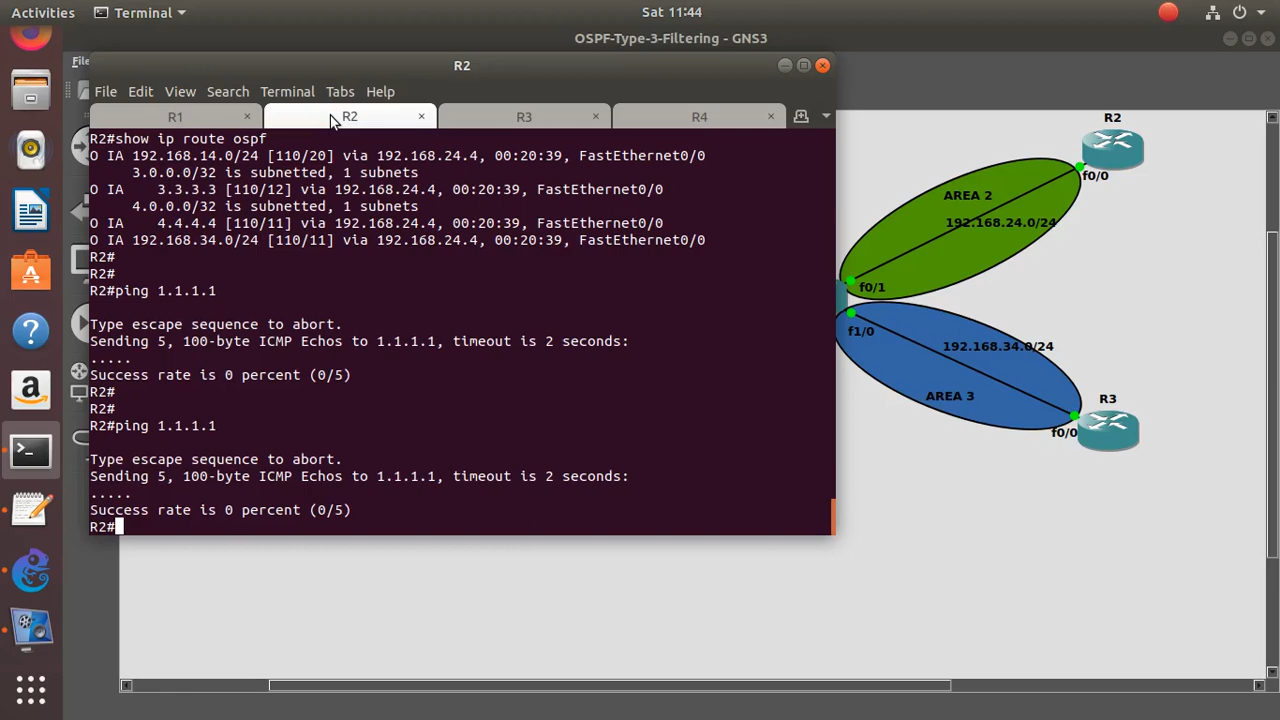 Activities Terminal Sat 11:44
OSPF-Type-3-Filtering - GNS3
File
R2
File Edit View Search Terminal Tabs Help
R1 × R2 × R3 × R4 ×
R2#show ip route ospf
O IA 192.168.14.0/24 [110/20] via 192.168.24.4, 00:20:39, FastEthernet0/0
3.0.0.0/32 is subnetted, 1 subnets
O IA 3.3.3.3 [110/12] via 192.168.24.4, 00:20:39, FastEthernet0/0
4.0.0.0/32 is subnetted, 1 subnets
O IA 4.4.4.4 [110/11] via 192.168.24.4, 00:20:39, FastEthernet0/0
O IA 192.168.34.0/24 [110/11] via 192.168.24.4, 00:20:39, FastEthernet0/0
R2#
R2#
R2#ping 1.1.1.1
Type escape sequence to abort.
Sending 5, 100-byte ICMP Echos to 1.1.1.1, timeout is 2 seconds:
.....
Success rate is 0 percent (0/5)
R2#
R2#
R2#ping 1.1.1.1
Type escape sequence to abort.
Sending 5, 100-byte ICMP Echos to 1.1.1.1, timeout is 2 seconds:
.....
Success rate is 0 percent (0/5)
R2#
R2
f0/0
AREA 2
192.168.24.0/24
f0/1
f1/0
192.168.34.0/24
AREA 3
R3
f0/0